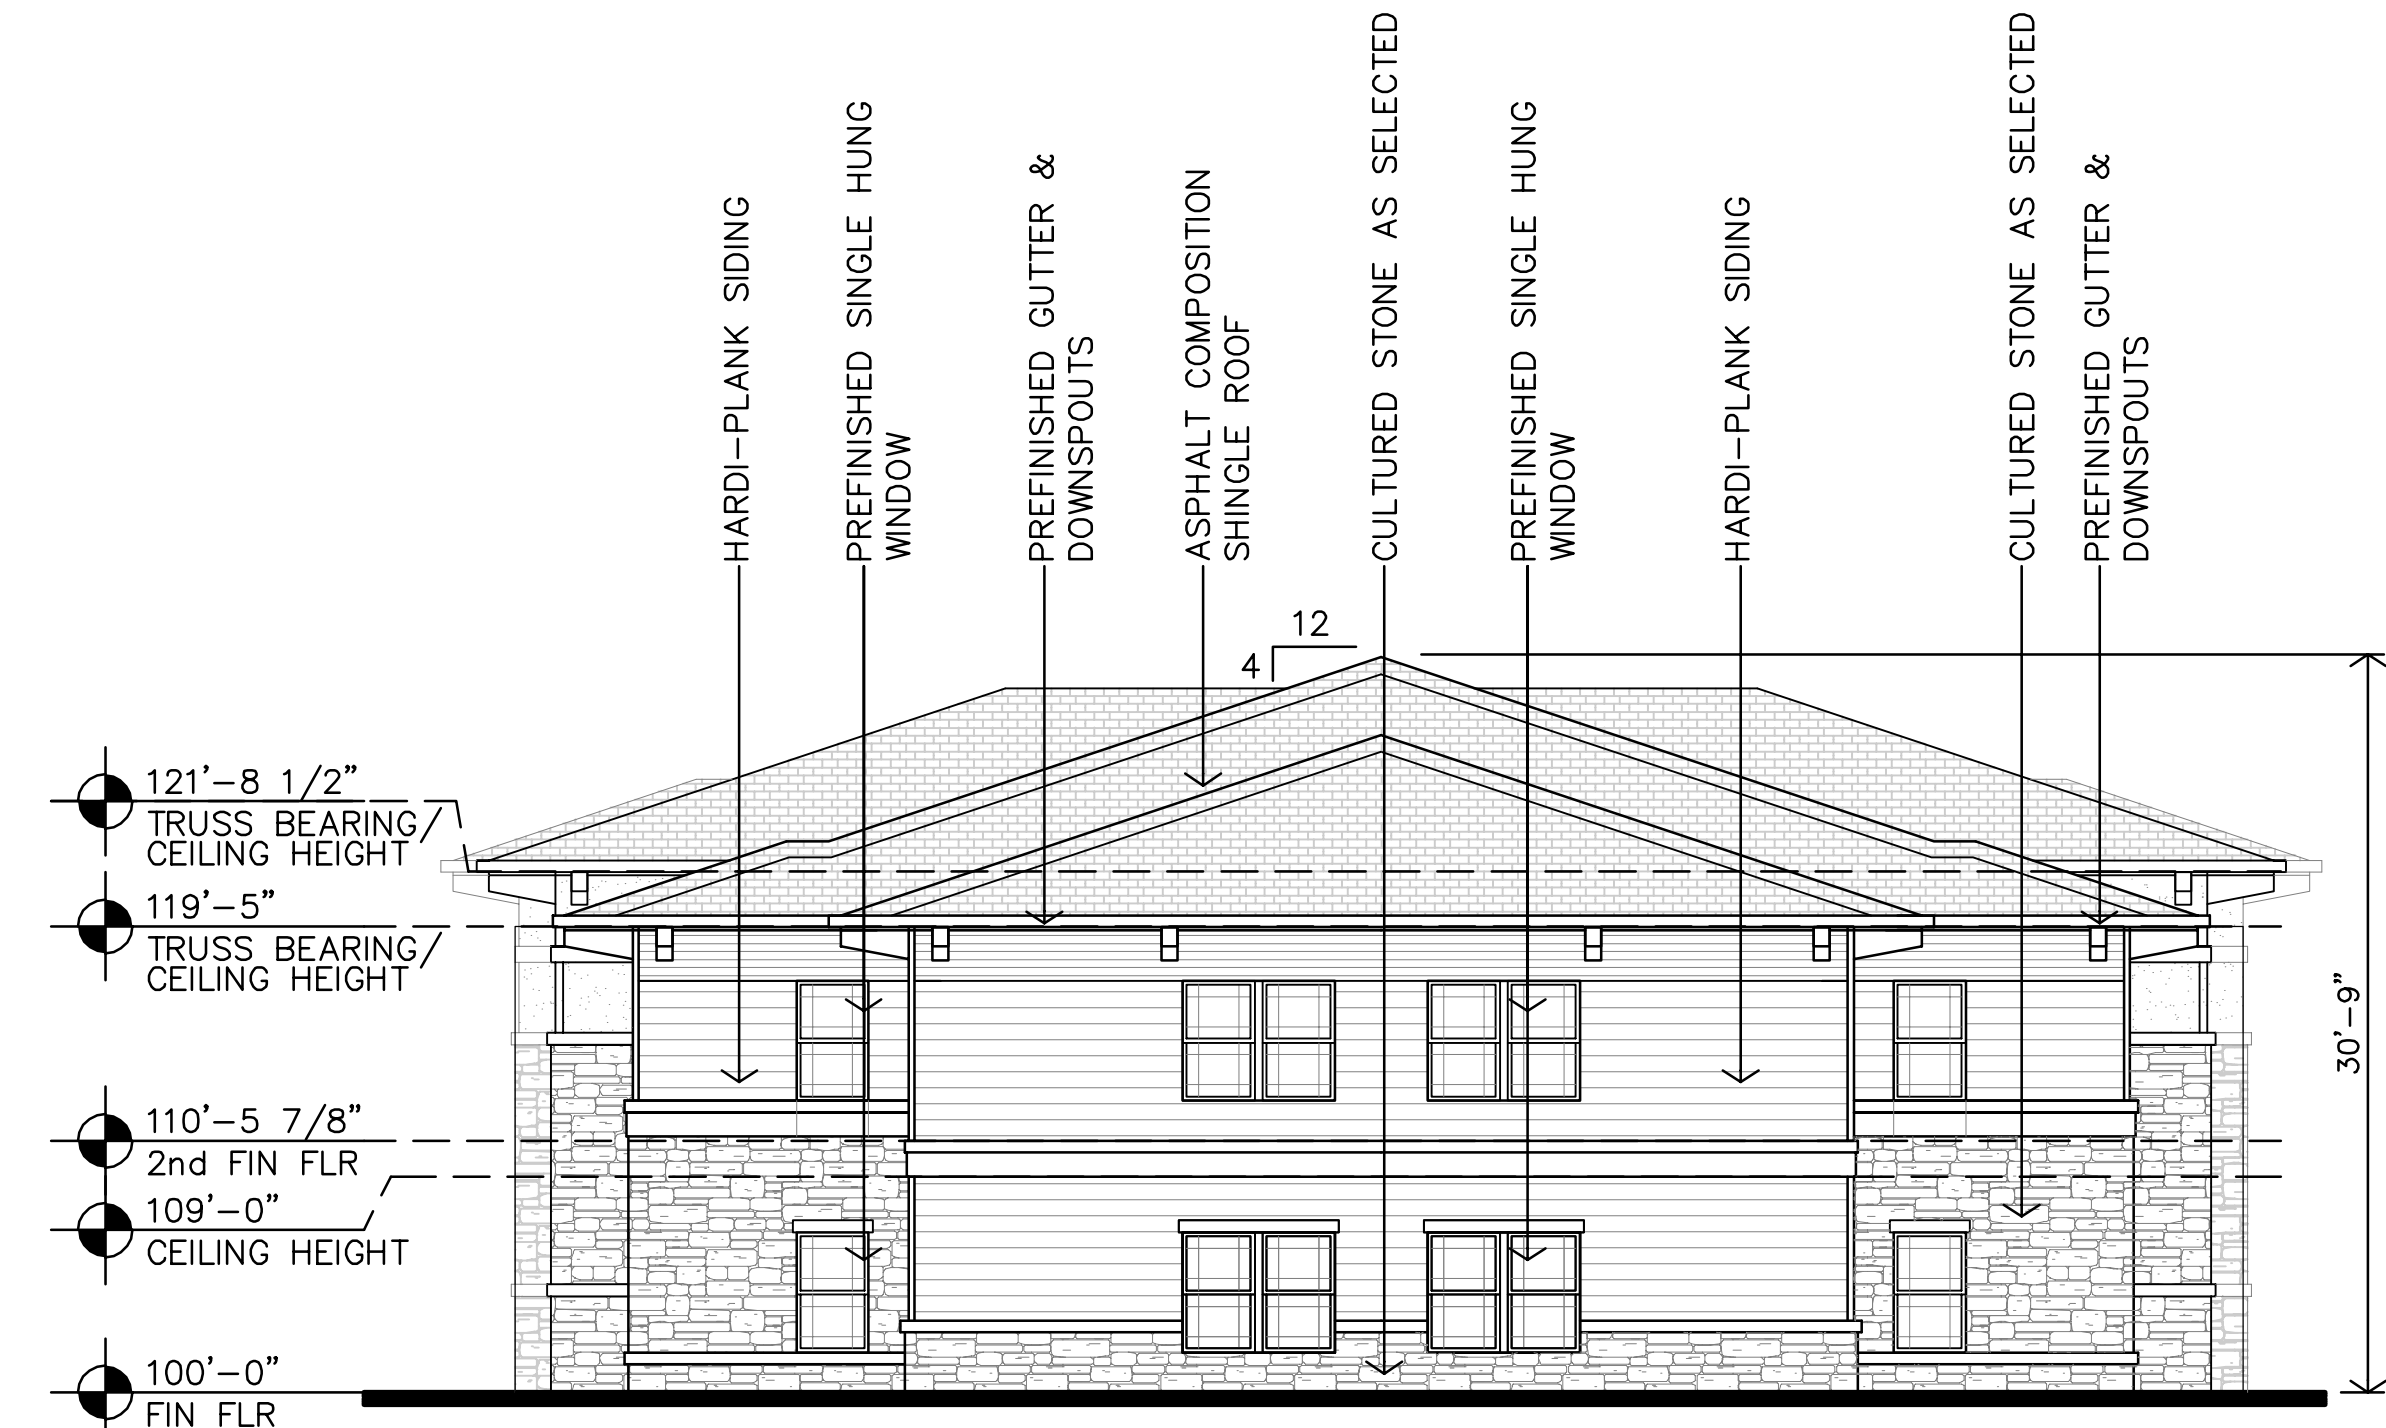 HARDI-PLANK SIDING
PREFINISHED SINGLE HUNG
WINDOW
PREFINISHED GUTTER &
DOWNSPOUTS
ASPHALT COMPOSITION
SHINGLE ROOF
CULTURED STONE AS SELECTED
PREFINISHED SINGLE HUNG
WINDOW
HARDI-PLANK SIDING
CULTURED STONE AS SELECTED
PREFINISHED GUTTER &
DOWNSPOUTS
12
4
121'-8 1/2"
TRUSS BEARING/
CEILING HEIGHT
119'-5"
TRUSS BEARING/
CEILING HEIGHT
30'-9"
110'-5 7/8"
2nd FIN FLR
109'-0"
CEILING HEIGHT
100'-0"
FIN FLR